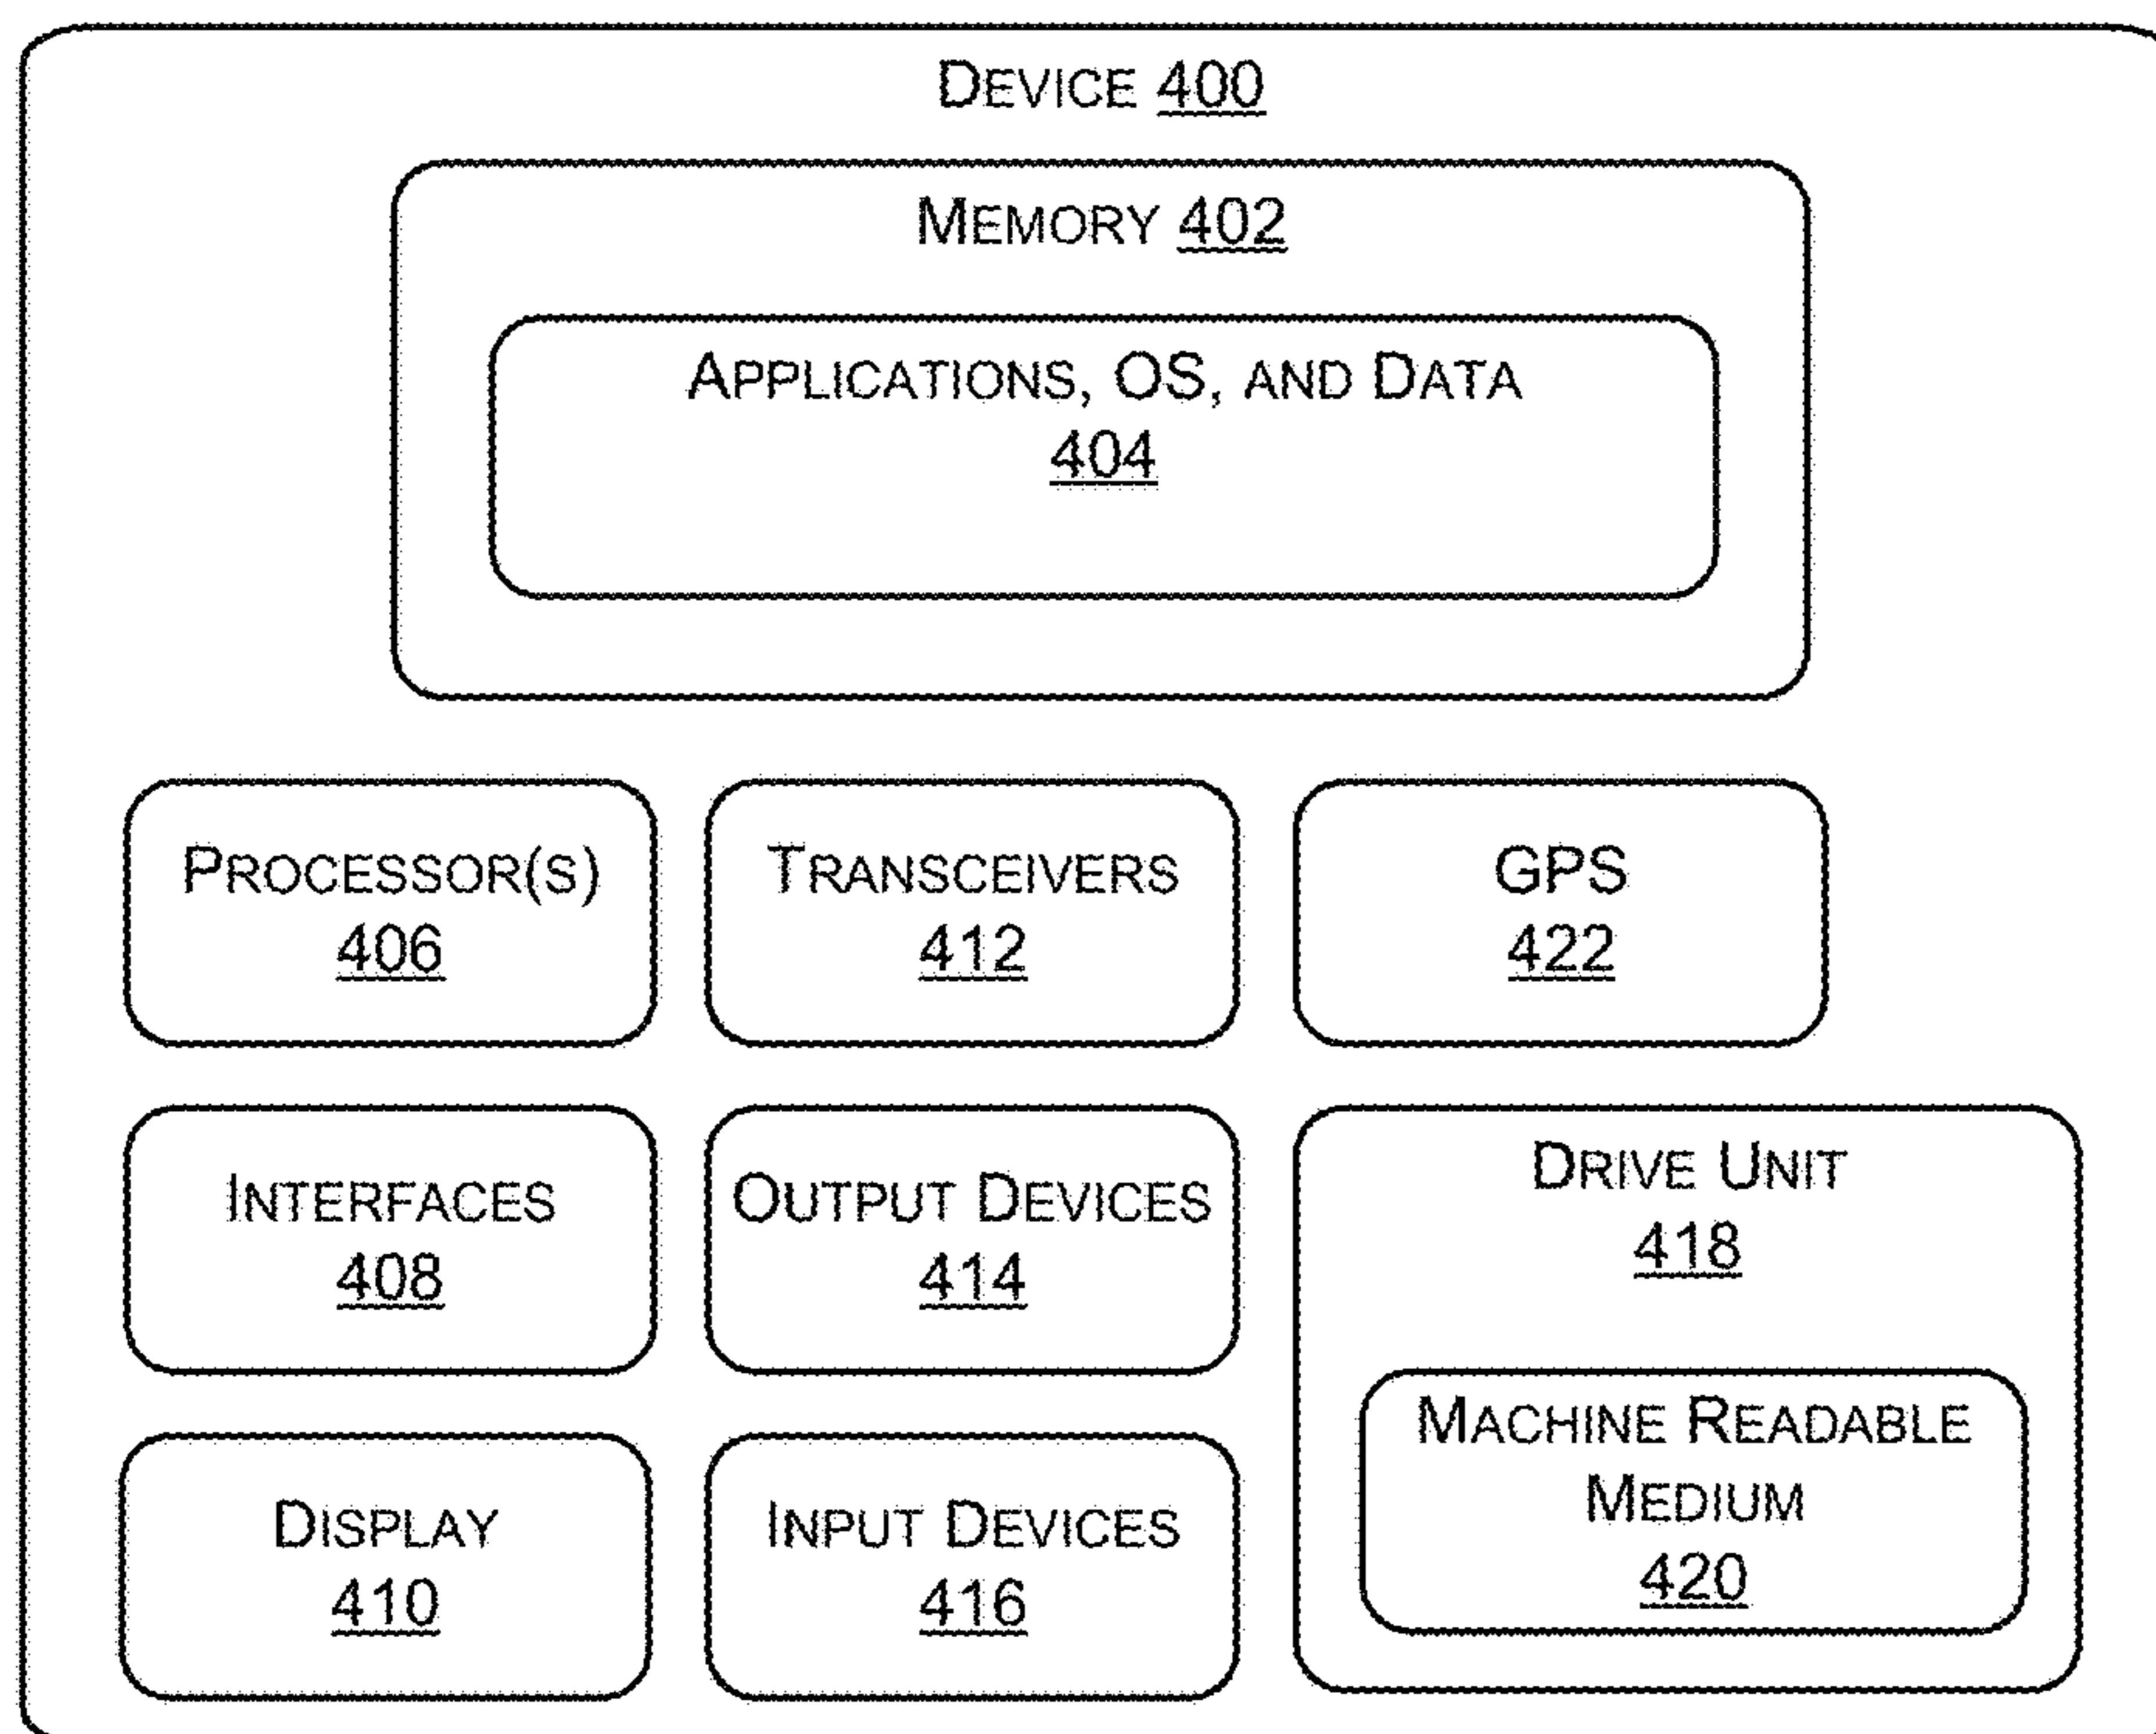 DEVICE 400
MEMORY 402
APPLICATIONS, OS, AND DATA
404
PROCESSOR(S)
406
TRANSCEIVERS
412
GPS
422
INTERFACES
408
OUTPUT DEVICES
414
DRIVE UNIT
418
MACHINE READABLE
MEDIUM
420
DISPLAY
410
INPUT DEVICES
416